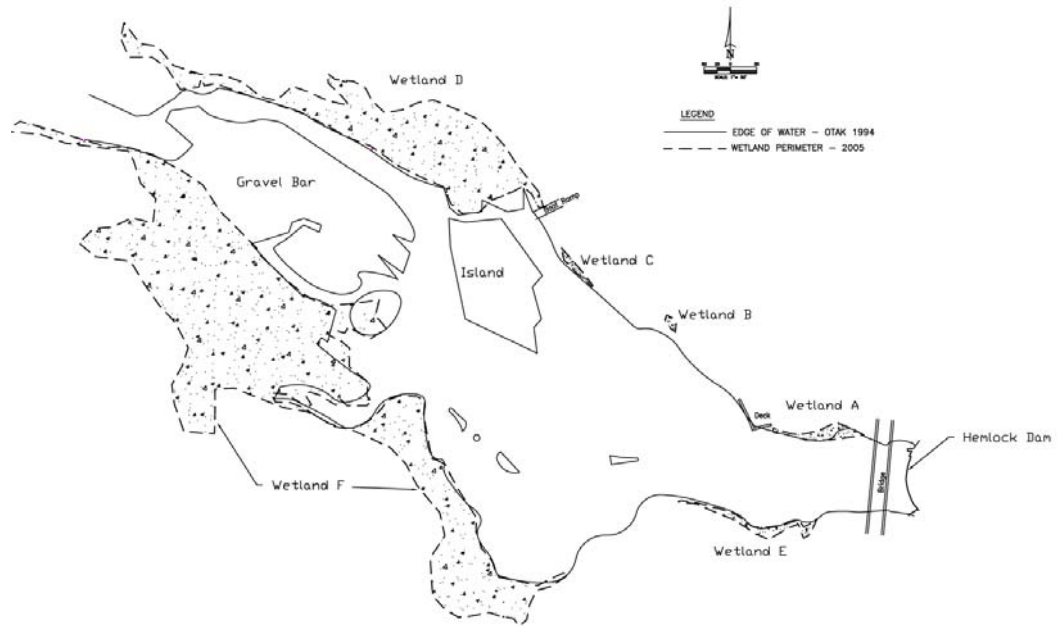 Wetland D
N
LEGEND
EDGE OF WATER – OTAK 1994
WETLAND PERIMETER – 2005
Gravel Bar
Boat Ramp
Wetland C
Island
Wetland B
Wetland A
Deck
Hemlock Dam
Bridge
Wetland F
Wetland E